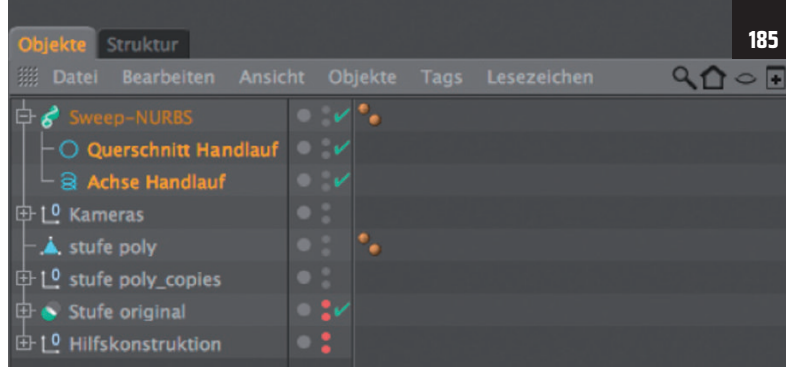 185
Objekte Struktur
Datei Bearbeiten Ansicht Objekte Tags Lesezeichen
Sweep-NURBS
Querschnitt Handlauf
Achse Handlauf
Kameras
stufe poly
stufe poly_copies
Stufe original
Hilfskonstruktion